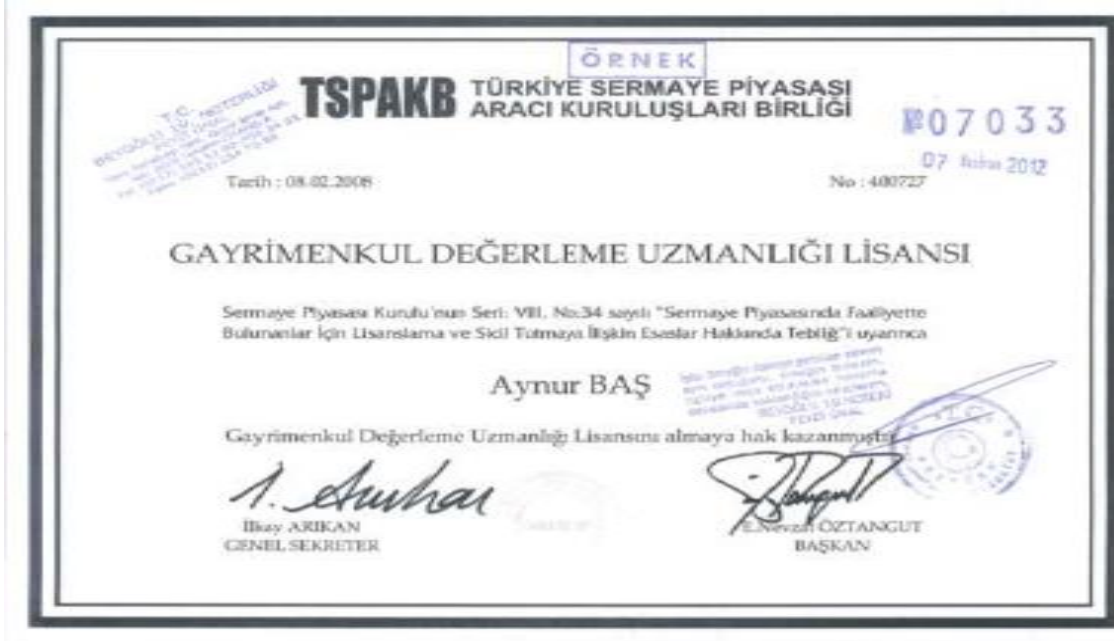 ÖRNEK
TSPAKB TÜRKİYE SERMAYE PİYASASI
ARACI KURULUŞLARI BİRLİĞİ
T.C.
№07033
07 2012
Tarih : 08.02.2008
No : 400727
GAYRİMENKUL DEĞERLEME UZMANLIĞI LİSANSI
Sermaye Piyasası Kurulu'nun Seri: VIII, No:34 sayılı "Sermaye Piyasasında Faaliyette
Bulunanlar İçin Lisanslama ve Sicil Tutmaya İlişkin Esaslar Hakkında Tebliğ"i uyarınca
Aynur BAŞ
Gayrimenkul Değerleme Uzmanlığı Lisansını almaya hak kazanmıştır.
İlkay ARIKAN
GENEL SEKRETER
E.Nevzat ÖZTANGUT
BAŞKAN
T.C.